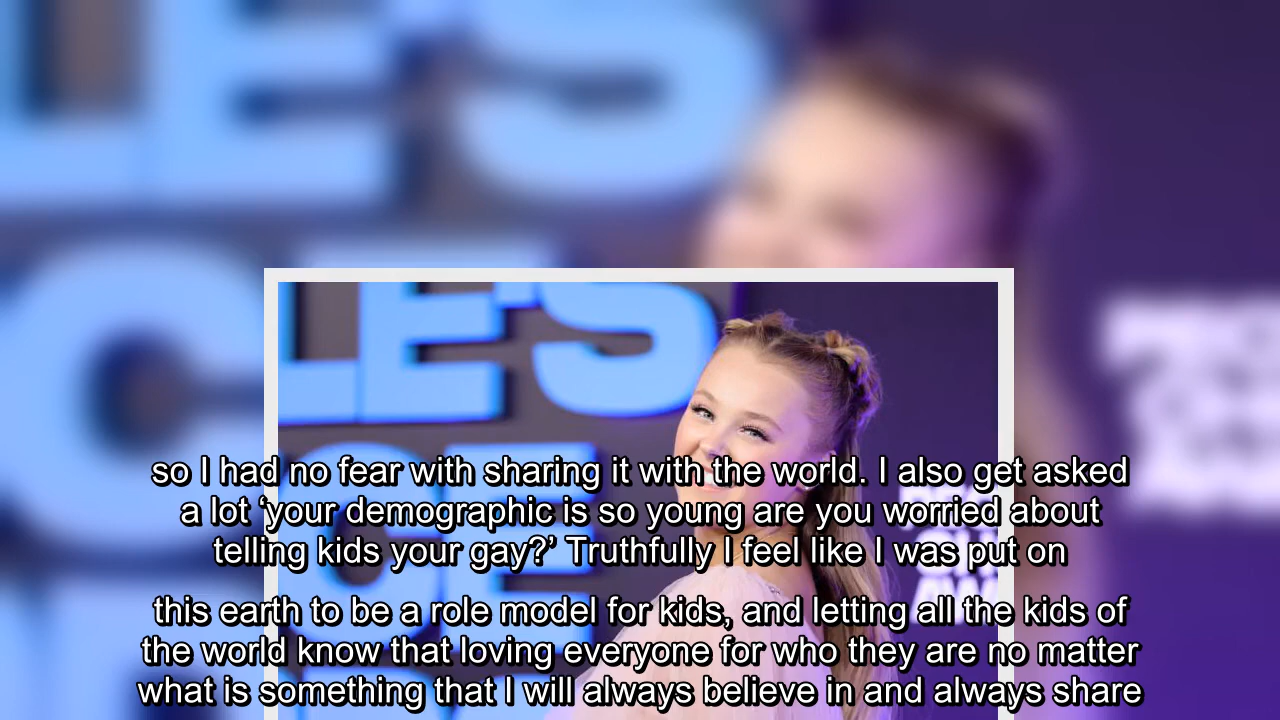 LE'S
CE
so I had no fear with sharing it with the world. I also get asked
a lot ‘your demographic is so young are you worried about
telling kids your gay?’ Truthfully I feel like I was put on
this earth to be a role model for kids, and letting all the kids of
the world know that loving everyone for who they are no matter
what is something that I will always believe in and always share